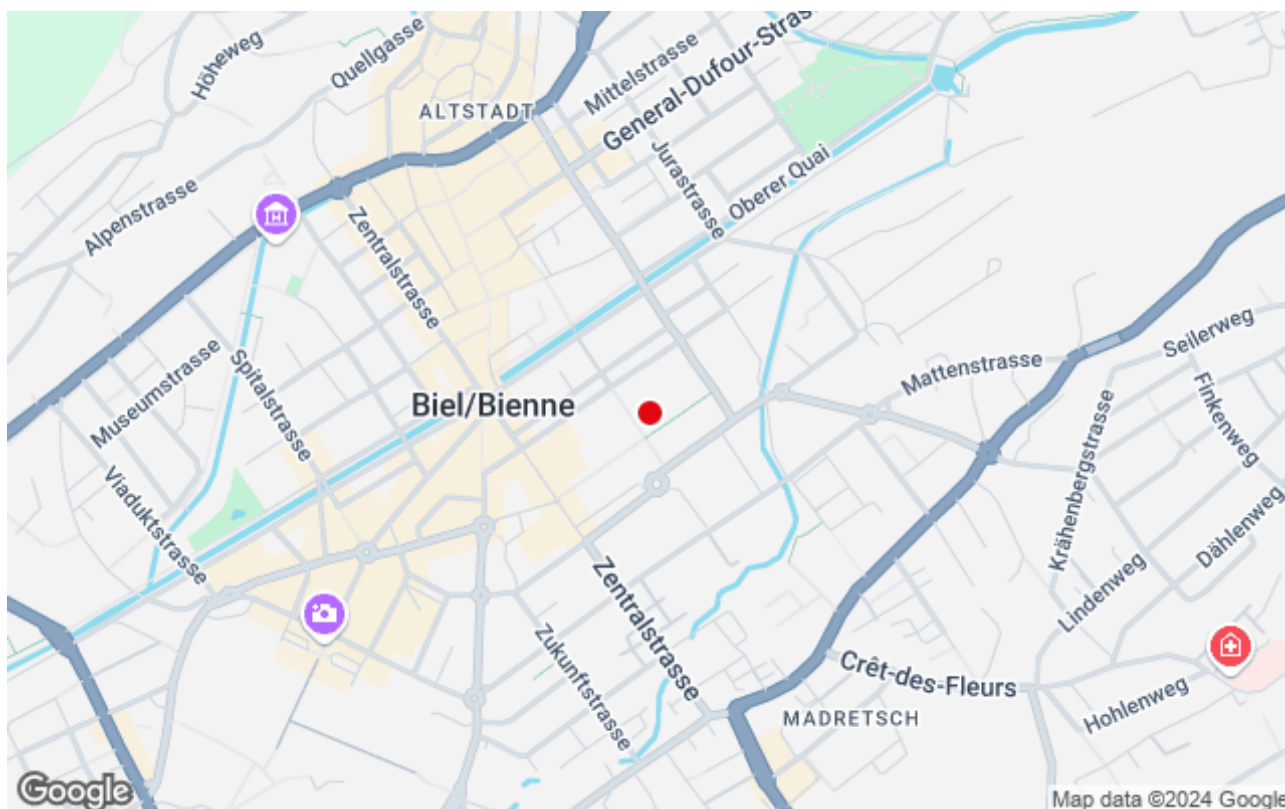 Höheweg
Quellgasse
Mittelstrasse
General-Dufour-Stras
ALTSTADT
Jurastrasse
Oberer Quai
Alpenstrasse
Zentralstrasse
Museumstrasse
Spitalstrasse
Biel/Bienne
Mattenstrasse
Seilerweg
Finkenweg
Viaduktstrasse
Krähenbergstrasse
Dählenweg
Lindenweg
Zentralstrasse
Zukunftstrasse
Crêt-des-Fleurs
Hohlenweg
MADRETSCH
Google
Map data ©2024 Google